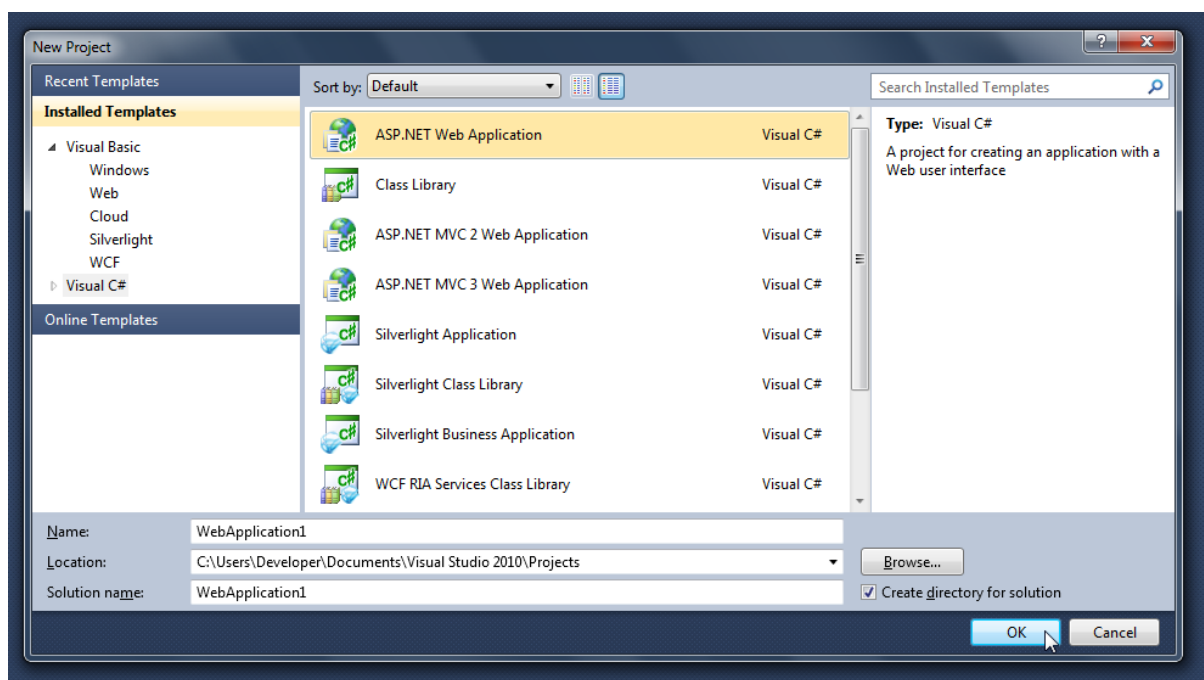 New Project
?
Recent Templates
Installed Templates
Visual Basic
Windows
Web
Cloud
Silverlight
WCF
Visual C#
Online Templates
Sort by: Default
ASP.NET Web Application Visual C#
Class Library Visual C#
ASP.NET MVC 2 Web Application Visual C#
ASP.NET MVC 3 Web Application Visual C#
Silverlight Application Visual C#
Silverlight Class Library Visual C#
Silverlight Business Application Visual C#
WCF RIA Services Class Library Visual C#
Search Installed Templates
Type: Visual C#
A project for creating an application with a
Web user interface
Name: WebApplication1
Location: C:\Users\Developer\Documents\Visual Studio 2010\Projects
Browse...
Solution name: WebApplication1
Create directory for solution
OK Cancel